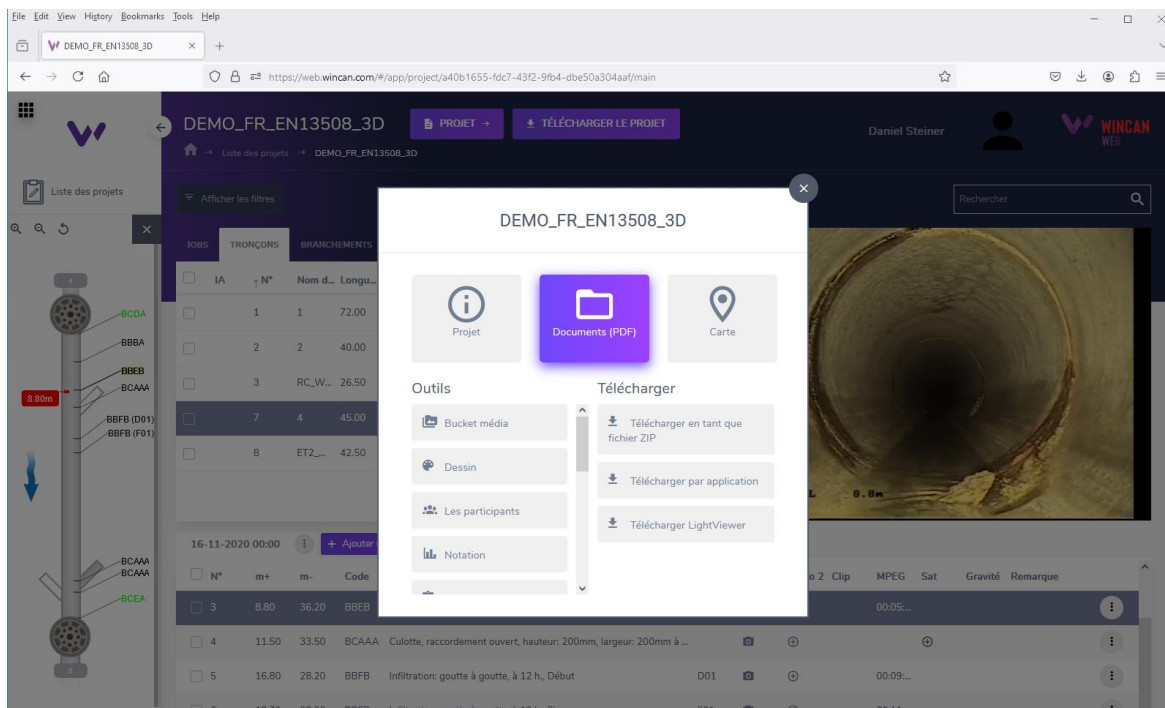 File Edit View History Bookmarks Tools Help
DEMO_FR_EN13508_3D
https://web.wincan.com/#/app/project/a40b1655-fdc7-43f2-9fb4-dbe50a304aaf/main
DEMO_FR_EN13508_3D
PROJET →
TÉLÉCHARGER LE PROJET
Daniel Steiner
WINCAN
WEB
→ Liste des projets → DEMO_FR_EN13508_3D
Liste des projets
Afficher les filtres
Rechercher
JOBS TRONÇONS BRANCHEMENTS
IA ↑ N° Nom d... Longu...
1 1 72.00
2 2 40.00
3 RC_W... 26.50
7 4 45.00
8 ET2_... 42.50
4
BCDA
BBBA
BBEB
BCAAA
8.80m
BBFB (D01)
BBFB (F01)
BCAAA
BCAAA
BCEA
DEMO_FR_EN13508_3D
Projet
Documents (PDF)
Carte
Outils
Bucket média
Dessin
Les participants
Notation
Télécharger
Télécharger en tant que
fichier ZIP
Télécharger par application
Télécharger LightViewer
8.8m
16-11-2020 00:00
+ Ajouter
N° m+ m- Code
o 2 Clip MPEG Sat Gravité Remarque
3 8.80 36.20 BBEB 00:05:...
4 11.50 33.50 BCAAA Culotte, raccordement ouvert, hauteur: 200mm, largeur: 200mm à ...
5 16.80 28.20 BBFB Infiltration: goutte à goutte, à 12 h., Début D01 00:09:...